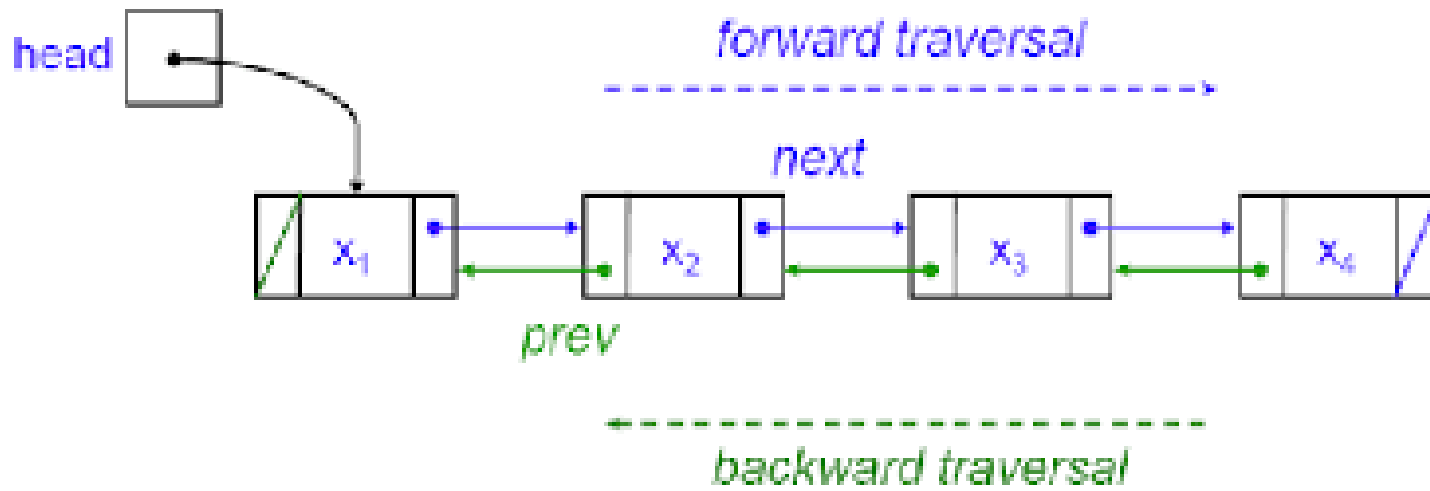 head
forward traversal
next
x₁
x₂
x₃
x₄
prev
backward traversal